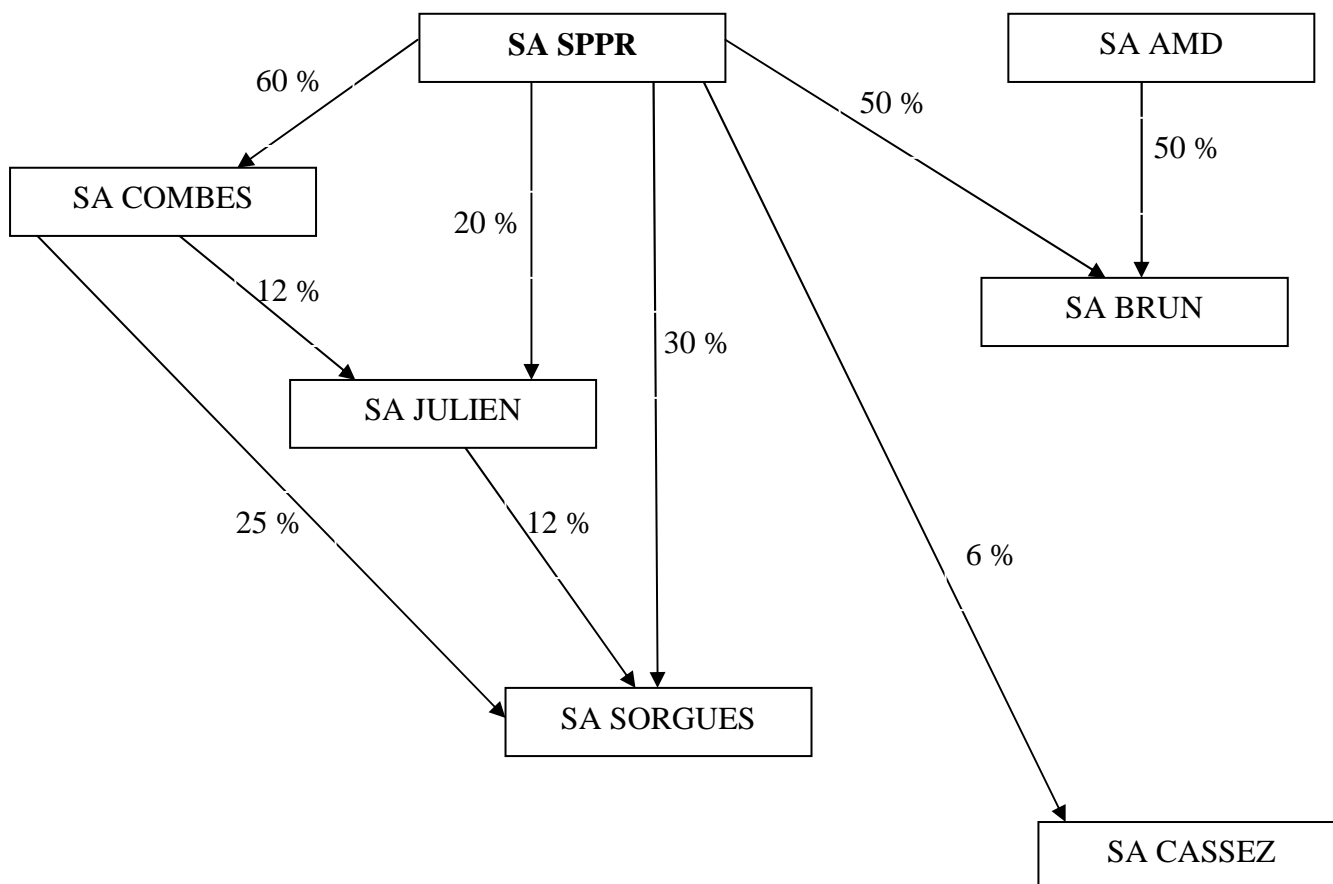 SA SPPR
SA AMD
60 %
50 %
50 %
SA COMBES
20 %
12 %
SA BRUN
30 %
SA JULIEN
25 %
12 %
6 %
SA SORGUES
SA CASSEZ